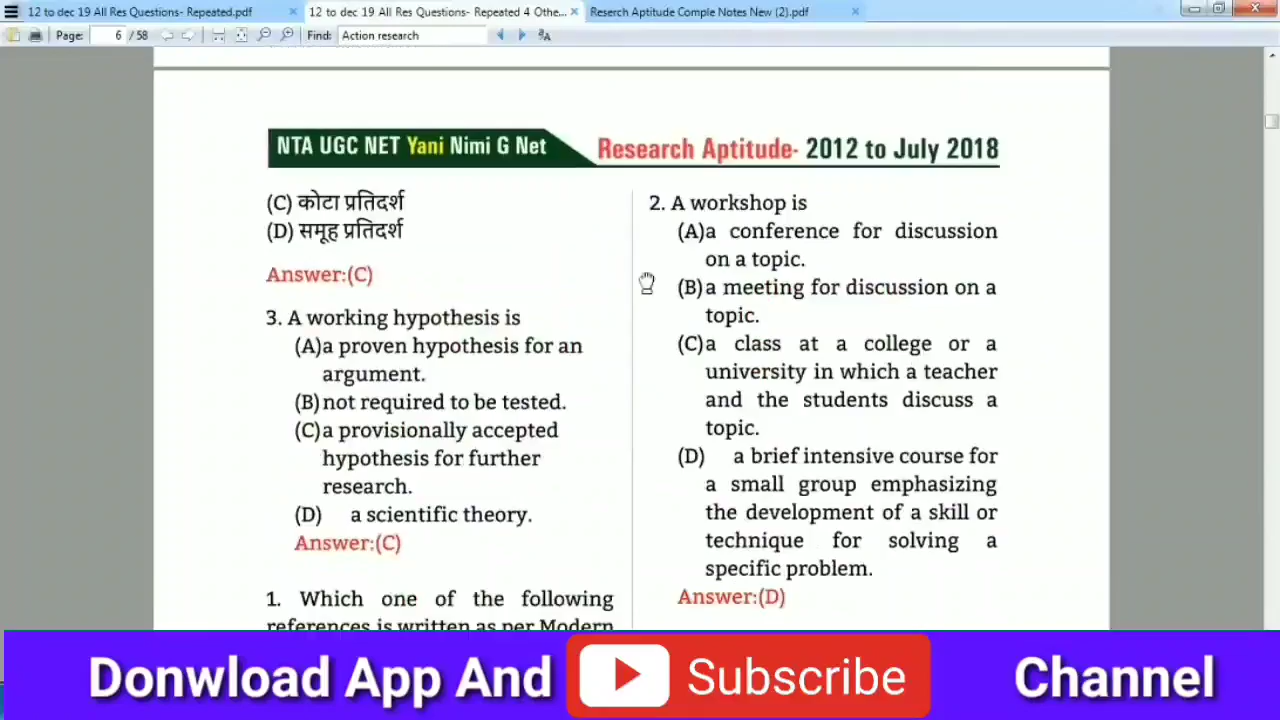 12 to dec 19 All Res Questions- Repeated.pdf
12 to dec 19 All Res Questions- Repeated 4 Othe...
Reserch Aptitude Comple Notes New (2).pdf
Page: 6 / 58
Find: Action research
NTA UGC NET Yani Nimi G Net
Research Aptitude- 2012 to July 2018
(C) कोटा प्रतिदर्श
(D) समूह प्रतिदर्श
Answer:(C)
3. A working hypothesis is
(A)a proven hypothesis for an
argument.
(B)not required to be tested.
(C)a provisionally accepted
hypothesis for further
research.
(D) a scientific theory.
Answer:(C)
1. Which one of the following
references is written as per Modern
2. A workshop is
(A)a conference for discussion
on a topic.
(B)a meeting for discussion on a
topic.
(C)a class at a college or a
university in which a teacher
and the students discuss a
topic.
(D) a brief intensive course for
a small group emphasizing
the development of a skill or
technique for solving a
specific problem.
Answer:(D)
Donwload App And Subscribe Channel